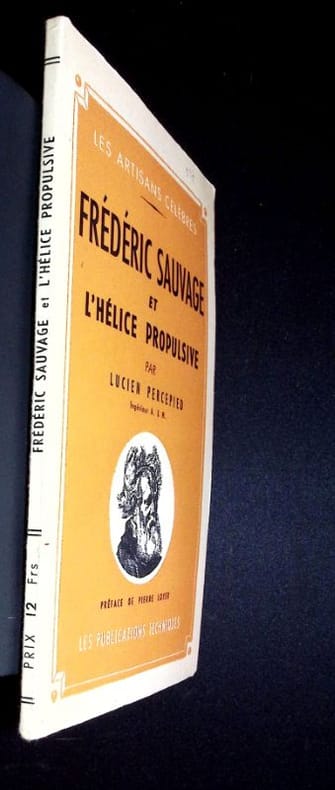 PRIX 12 Frs
FRÉDÉRIC SAUVAGE et L'HÉLICE PROPULSIVE
LES ARTISANS CÉLÈBRES
FRÉDÉRIC SAUVAGE
ET
L'HÉLICE PROPULSIVE
PAR
LUCIEN PERCEPIED
Ingénieur A. & M.
PRÉFACE DE PIERRE LOYER
LES PUBLICATIONS TECHNIQUES